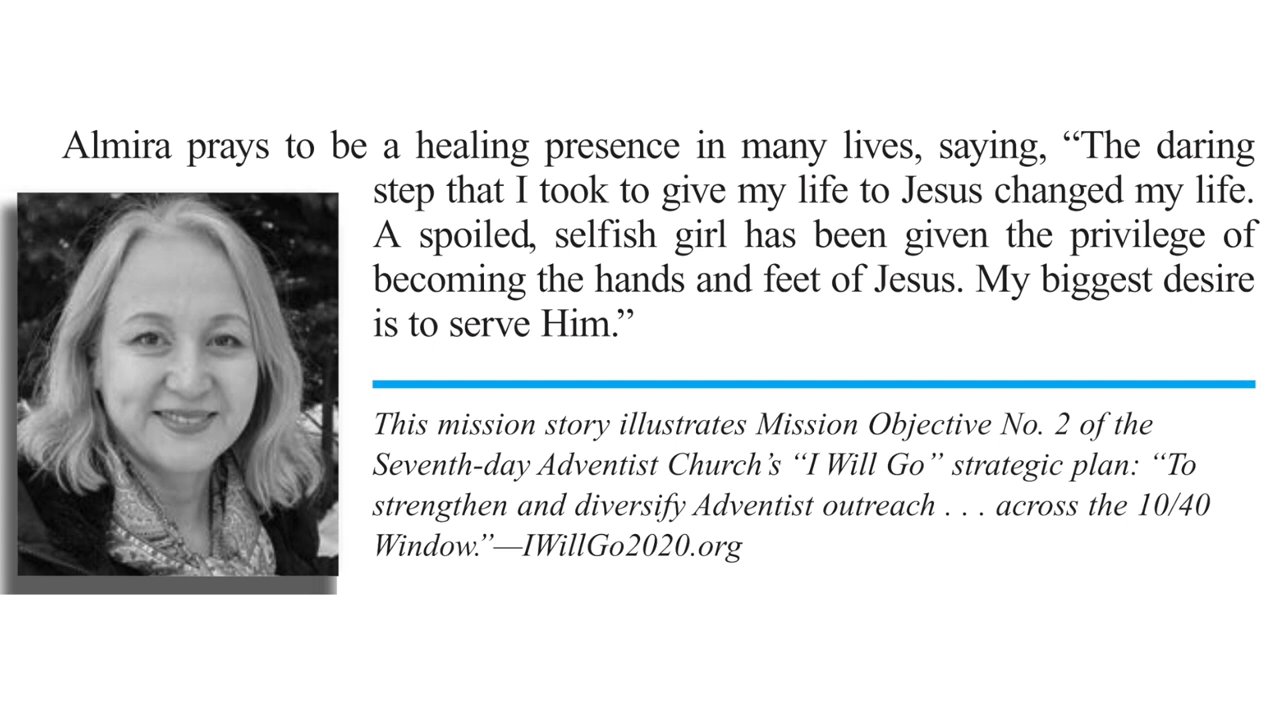 Almira prays to be a healing presence in many lives, saying, “The daring
step that I took to give my life to Jesus changed my life.
A spoiled, selfish girl has been given the privilege of
becoming the hands and feet of Jesus. My biggest desire
is to serve Him.”
This mission story illustrates Mission Objective No. 2 of the
Seventh-day Adventist Church’s “I Will Go” strategic plan: “To
strengthen and diversify Adventist outreach . . . across the 10/40
Window.”—IWillGo2020.org